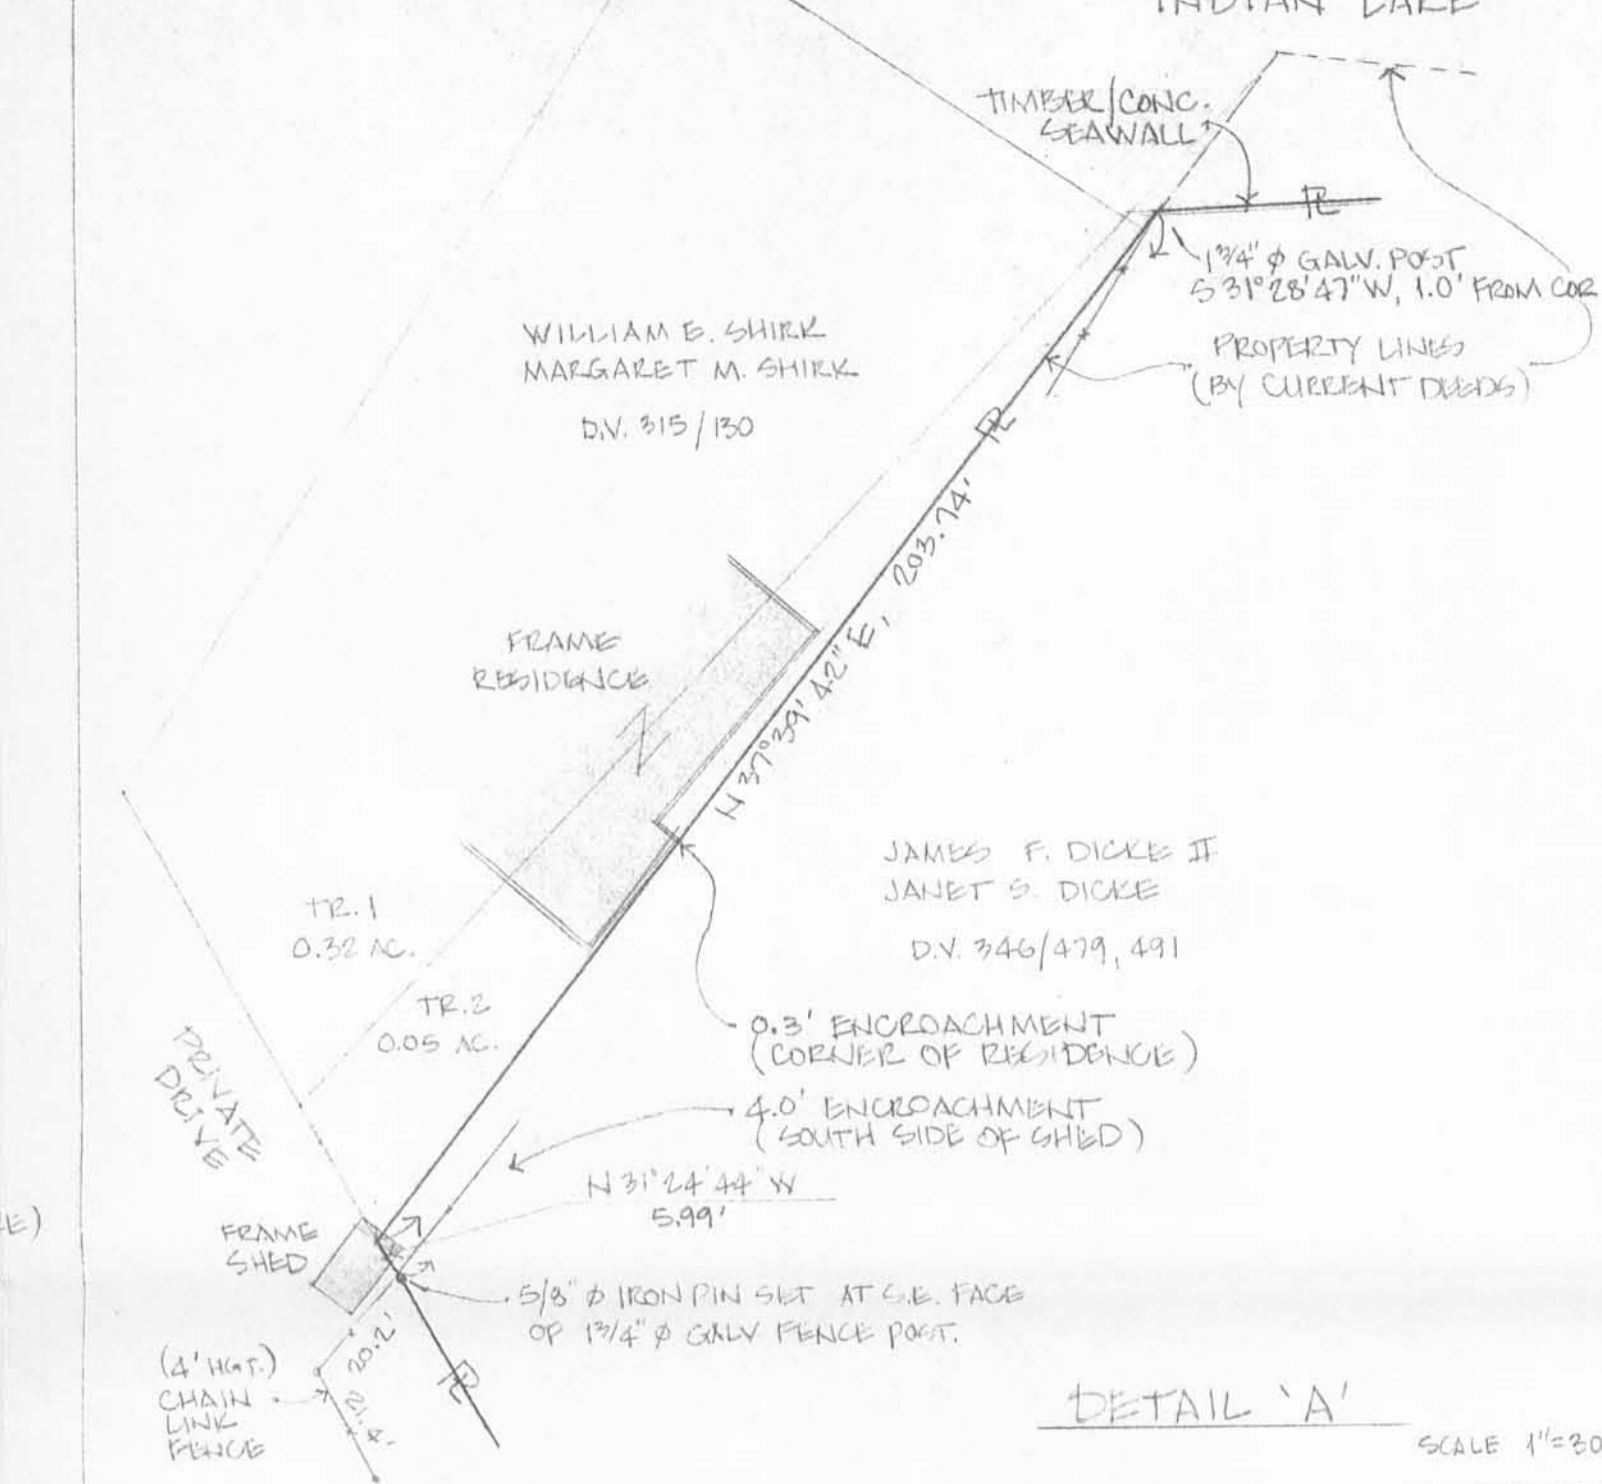 INDIAN LAKE
TIMBER/CONC.
SEAWALL
PL
1 3/4" Ø GALV. POST
S 31°28'47" W, 1.0' FROM COR
PROPERTY LINES
(BY CURRENT DEEDS)
WILLIAM E. SHIRK
MARGARET M. SHIRK
D.V. 315/130
PL
N 37°39'42" E, 203.74'
FRAME
RESIDENCE
JAMES F. DICKE II
JANET S. DICKE
D.V. 346/479, 491
TR. 1
0.32 AC.
TR. 2
0.05 AC.
0.3' ENCROACHMENT
(CORNER OF RESIDENCE)
4.0' ENCROACHMENT
(SOUTH SIDE OF SHED)
PRIVATE
DRIVE
N 31°24'44" W
5.99'
E)
FRAME
SHED
5/8" Ø IRON PIN SET AT S.E. FACE
OF 1 3/4" Ø GALV FENCE POST.
20.2'
(4' HGT.)
CHAIN
LINK
FENCE
21.4'
PL
DETAIL 'A'
SCALE 1"=30